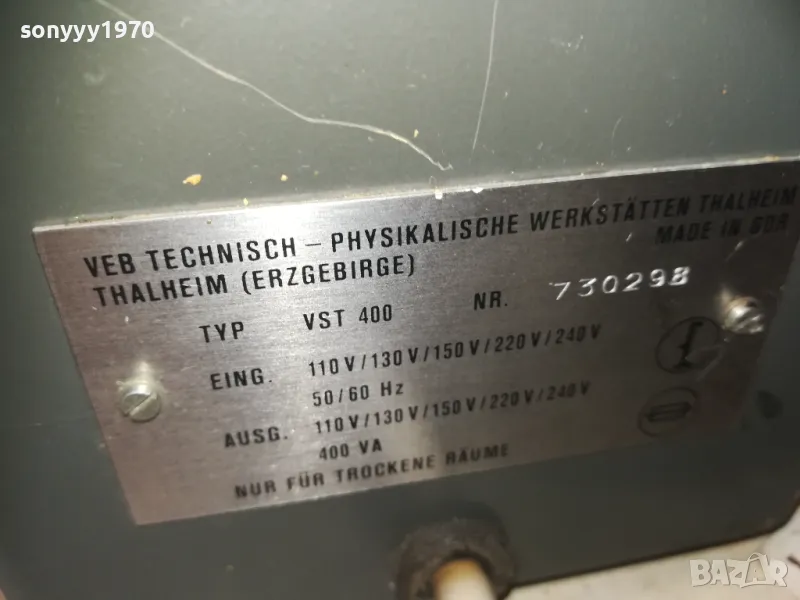 sonyyy1970
VEB TECHNISCH – PHYSIKALISCHE WERKSTÄTTEN THALHEIM
THALHEIM (ERZGEBIRGE) MADE IN GDR
TYP VST 400 NR. 730298
EING. 110 V / 130 V / 150 V / 220 V / 240 V
50/60 Hz
AUSG. 110 V / 130 V / 150 V / 220 V / 240 V
400 VA
NUR FÜR TROCKENE RÄUME
BAZAR
bazar.bg